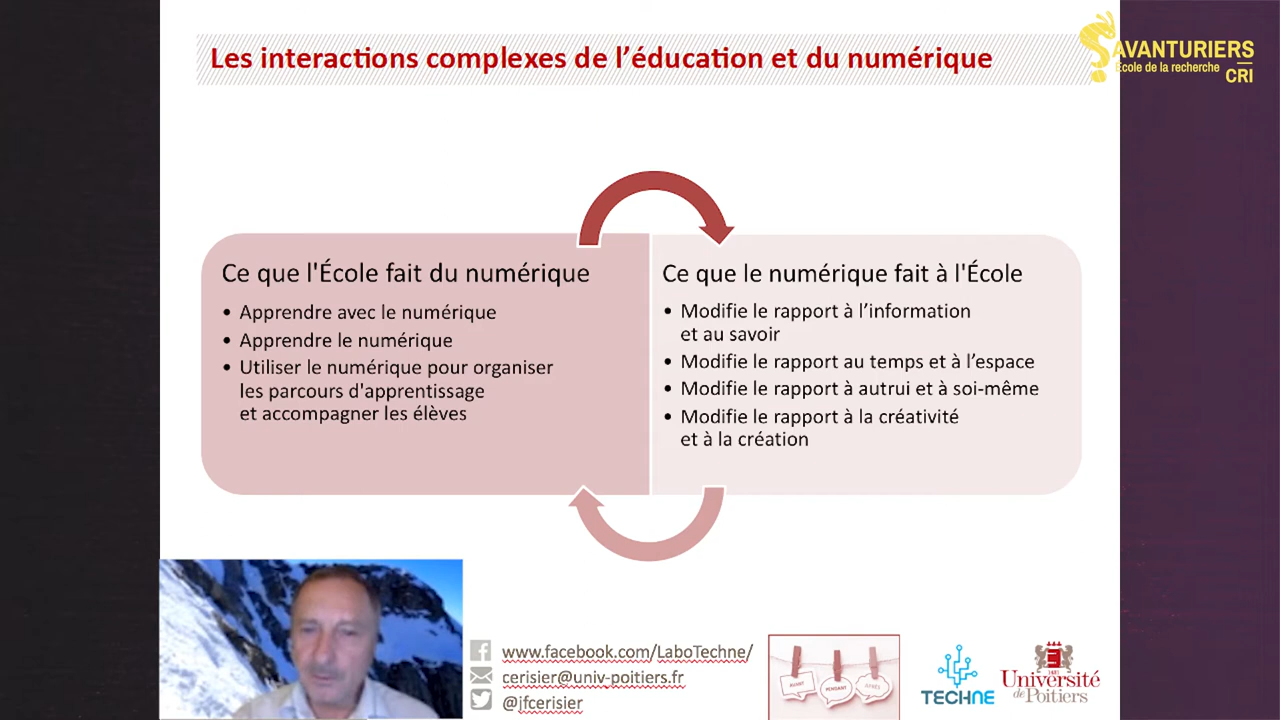 Les interactions complexes de l'éducation et du numérique
SAVANTURIERS
École de la recherche
CRI
Ce que l'École fait du numérique
• Apprendre avec le numérique
• Apprendre le numérique
• Utiliser le numérique pour organiser
les parcours d'apprentissage
et accompagner les élèves
Ce que le numérique fait à l'École
• Modifie le rapport à l'information
et au savoir
• Modifie le rapport au temps et à l'espace
• Modifie le rapport à autrui et à soi-même
• Modifie le rapport à la créativité
et à la création
www.facebook.com/LaboTechne/
cerisier@univ-poitiers.fr
@jfcerisier
AVANT
PENDANT
APRÈS
TECHNE
1431
Université
de Poitiers